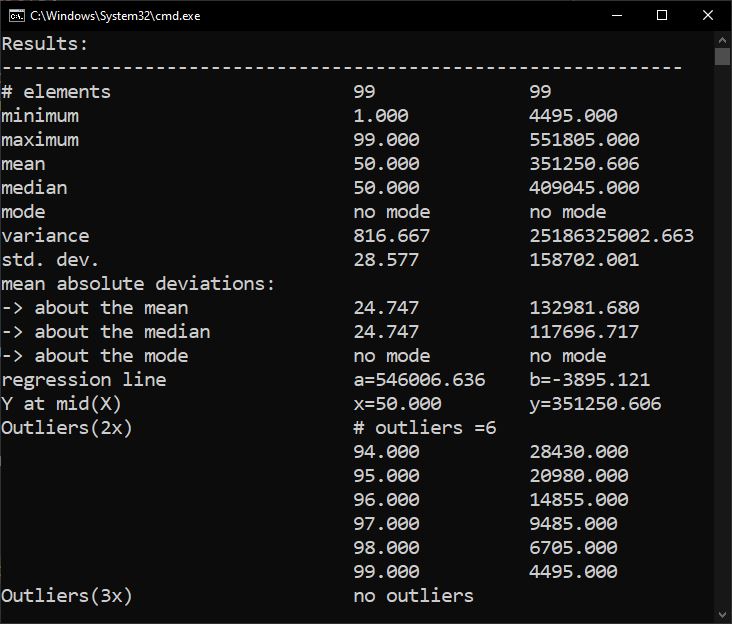 C:\Windows\System32\cmd.exe
Results:
--------------------------------------------------------------
# elements 99 99
minimum 1.000 4495.000
maximum 99.000 551805.000
mean 50.000 351250.606
median 50.000 409045.000
mode no mode no mode
variance 816.667 25186325002.663
std. dev. 28.577 158702.001
mean absolute deviations:
-> about the mean 24.747 132981.680
-> about the median 24.747 117696.717
-> about the mode no mode no mode
regression line a=546006.636 b=-3895.121
Y at mid(X) x=50.000 y=351250.606
Outliers(2x) # outliers =6
94.000 28430.000
95.000 20980.000
96.000 14855.000
97.000 9485.000
98.000 6705.000
99.000 4495.000
Outliers(3x) no outliers